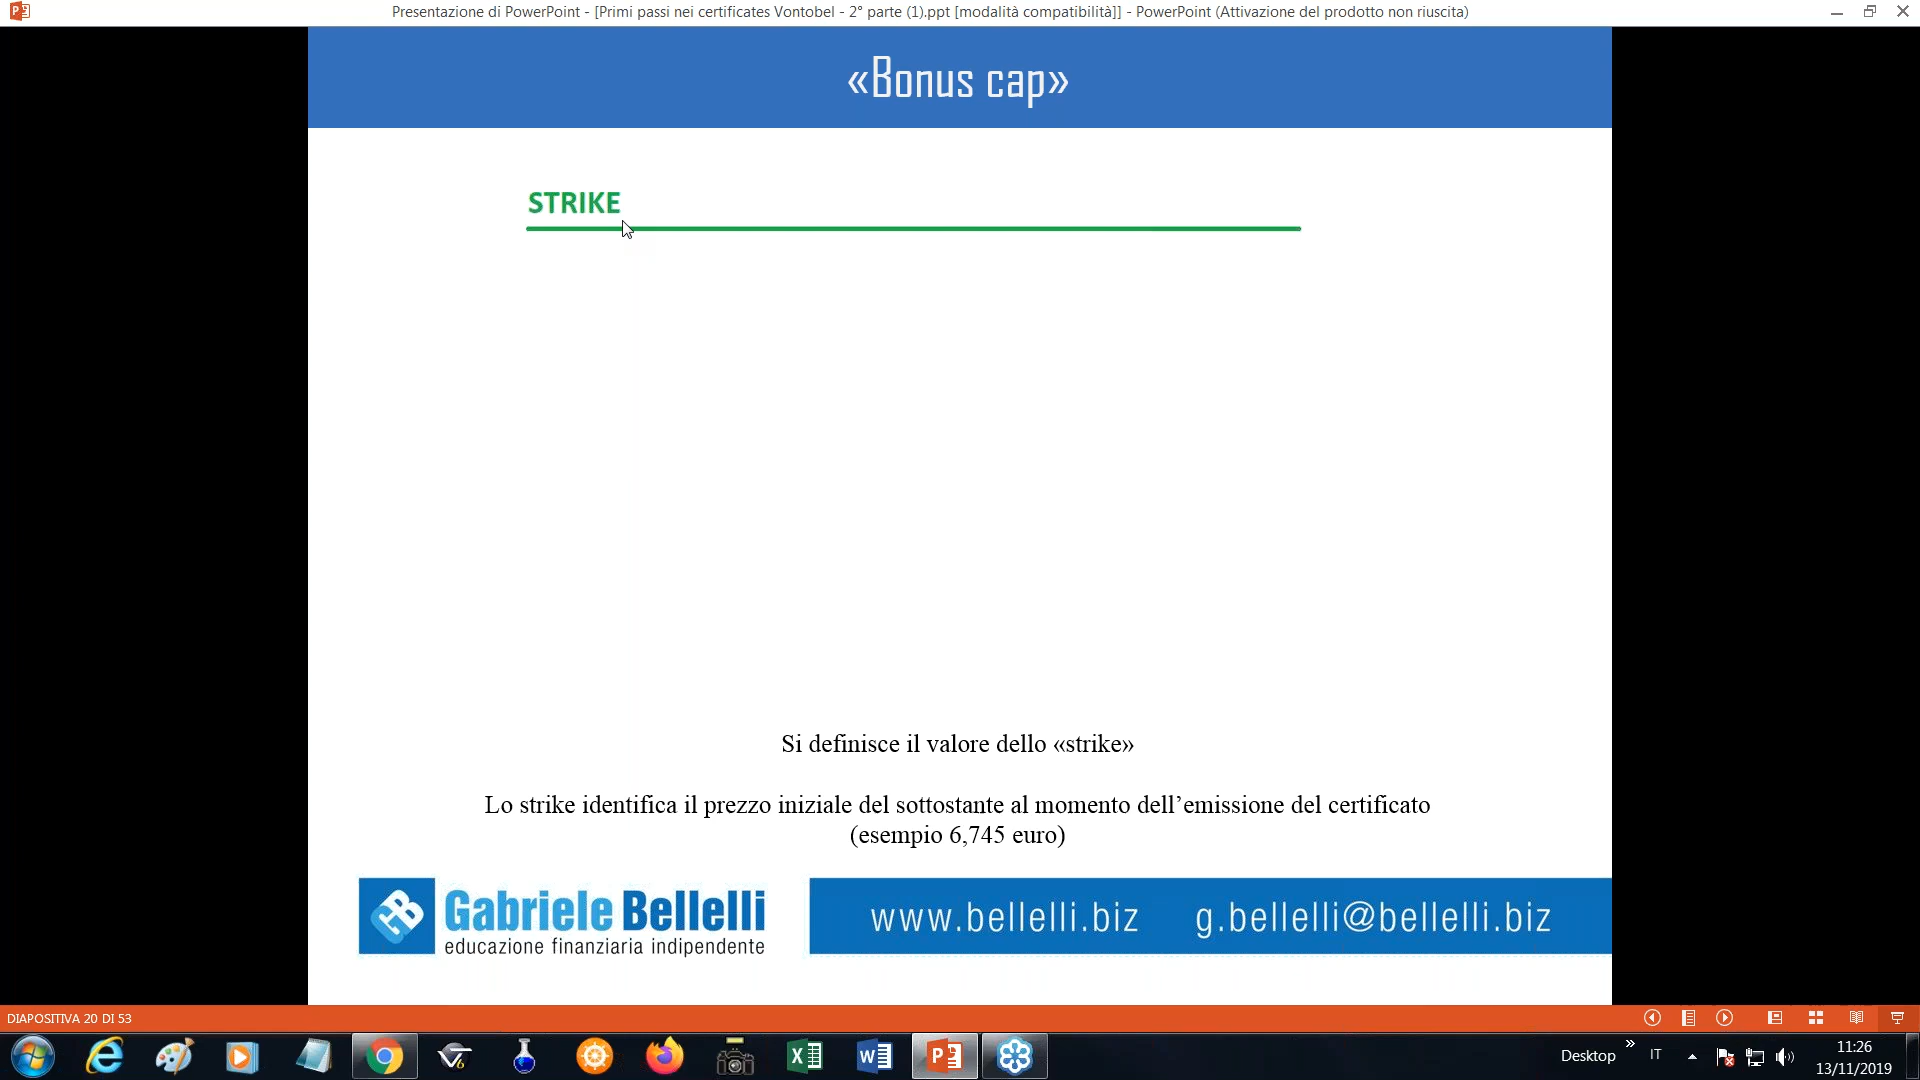 Presentazione di PowerPoint - [Primi passi nei certificates Vontobel - 2° parte (1).ppt [modalità compatibilità]] - PowerPoint (Attivazione del prodotto non riuscita)
«Bonus cap»
STRIKE
Si definisce il valore dello «strike»
Lo strike identifica il prezzo iniziale del sottostante al momento dell’emissione del certificato
(esempio 6,745 euro)
Gabriele Bellelli
educazione finanziaria indipendente
www.bellelli.biz g.bellelli@bellelli.biz
DIAPOSITIVA 20 DI 53
Desktop » IT
11:26
13/11/2019